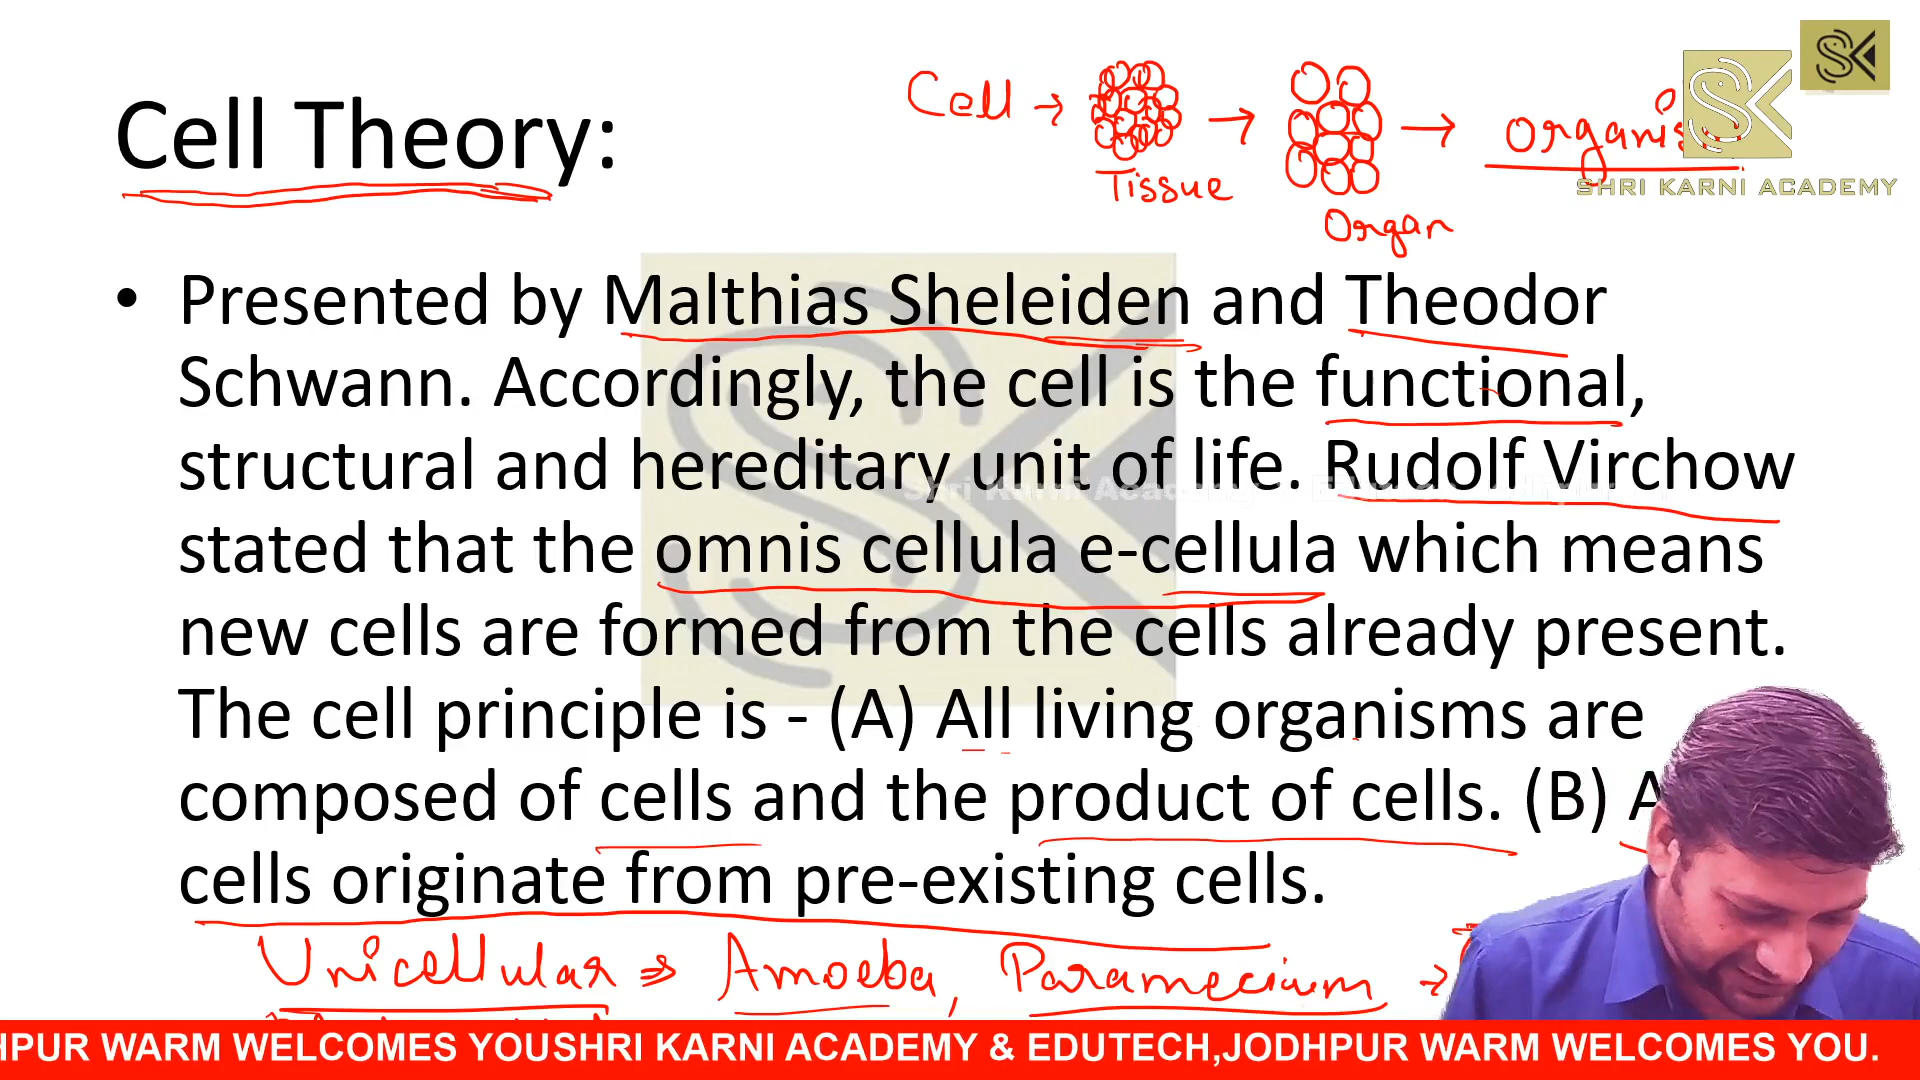 Cell → Tissue → Organ → organis
SHRI KARNI ACADEMY
Cell Theory:
• Presented by Malthias Sheleiden and Theodor
Schwann. Accordingly, the cell is the functional,
structural and hereditary unit of life. Rudolf Virchow
stated that the omnis cellula e-cellula which means
new cells are formed from the cells already present.
The cell principle is - (A) All living organisms are
composed of cells and the product of cells. (B) A
cells originate from pre-existing cells.
Unicellular ⇒ Amoeba, Paramecium →
HPUR WARM WELCOMES YOUSHRI KARNI ACADEMY & EDUTECH,JODHPUR WARM WELCOMES YOU.